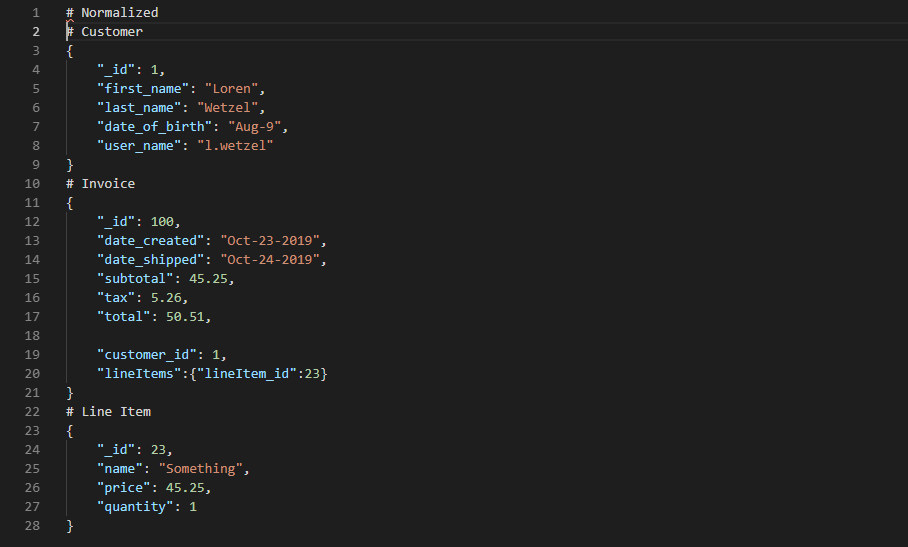 1 # Normalized
2 # Customer
3 {
4     "_id": 1,
5     "first_name": "Loren",
6     "last_name": "Wetzel",
7     "date_of_birth": "Aug-9",
8     "user_name": "l.wetzel"
9 }
10 # Invoice
11 {
12     "_id": 100,
13     "date_created": "Oct-23-2019",
14     "date_shipped": "Oct-24-2019",
15     "subtotal": 45.25,
16     "tax": 5.26,
17     "total": 50.51,
18
19     "customer_id": 1,
20     "lineItems":{"lineItem_id":23}
21 }
22 # Line Item
23 {
24     "_id": 23,
25     "name": "Something",
26     "price": 45.25,
27     "quantity": 1
28 }